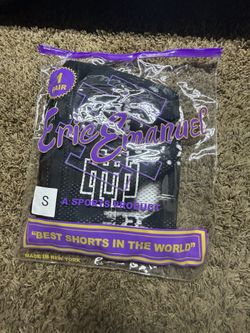 1
PAIR
Eric Emanuel
S
A SPORTS PRODUCT
"BEST SHORTS IN THE WORLD"
MADE IN NEW YORK